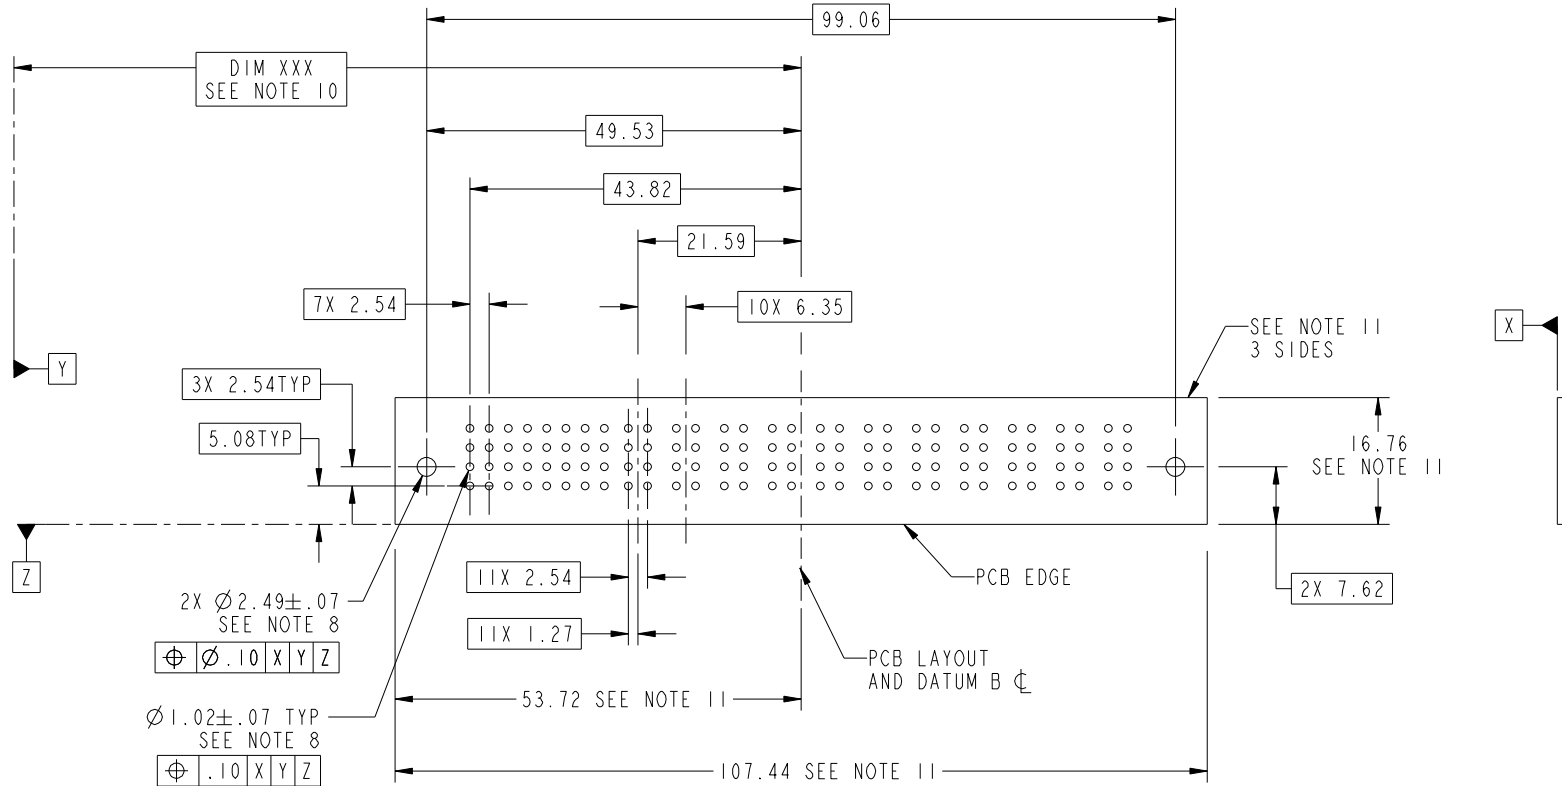 99.06
DIM XXX
SEE NOTE 10
49.53
43.82
21.59
7X 2.54
10X 6.35
SEE NOTE 11
3 SIDES
X
Y
3X 2.54TYP
5.08TYP
16.76
SEE NOTE 11
Z
11X 2.54
PCB EDGE
2X 7.62
2X Ø2.49±.07
SEE NOTE 8
⌖ Ø.10 X Y Z
11X 1.27
PCB LAYOUT
AND DATUM B ℄
53.72 SEE NOTE 11
Ø1.02±.07 TYP
SEE NOTE 8
⌖ .10 X Y Z
107.44 SEE NOTE 11